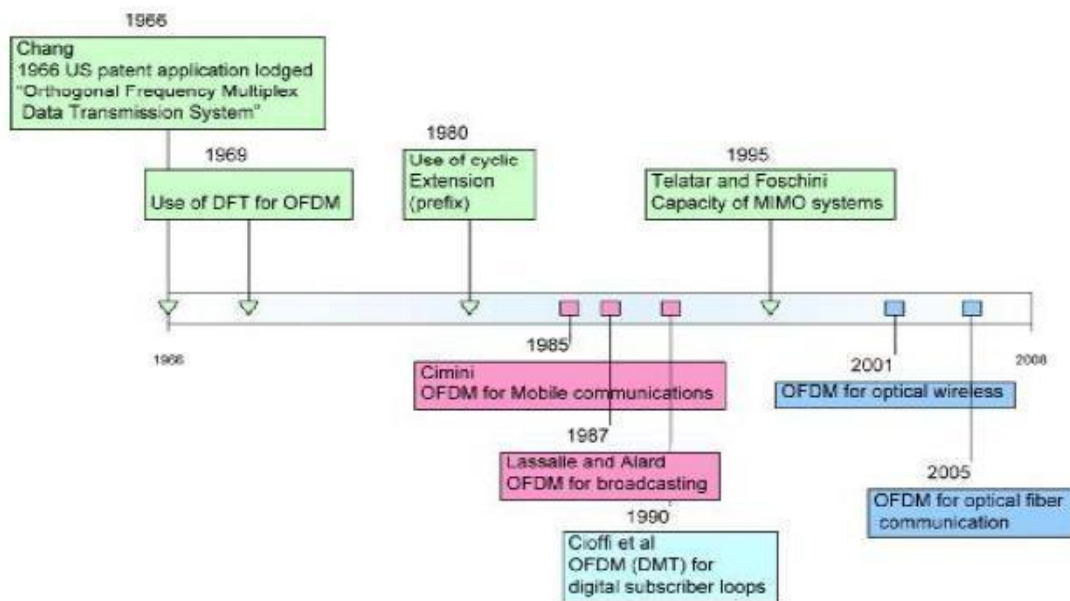 1966
Chang
1966 US patent application lodged
"Orthogonal Frequency Multiplex
Data Transmission System"
1969
Use of DFT for OFDM
1980
Use of cyclic
Extension
(prefix)
1995
Telatar and Foschini
Capacity of MIMO systems
1966
2008
1985
Cimini
OFDM for Mobile communications
1987
Lassalle and Alard
OFDM for broadcasting
1990
Cioffi et al
OFDM (DMT) for
digital subscriber loops
2001
OFDM for optical wireless
2005
OFDM for optical fiber
communication